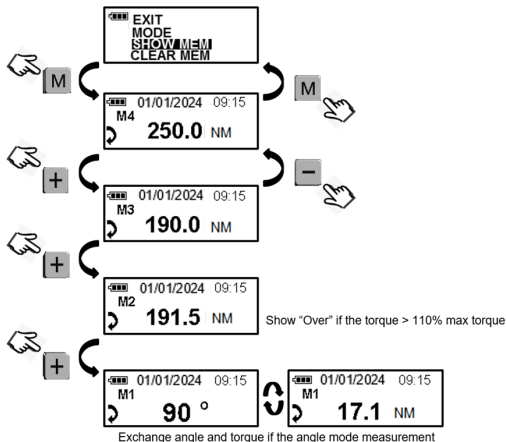 EXIT
MODE
SHOW MEM
CLEAR MEM
M
M
01/01/2024 09:15
M4
250.0 NM
+
-
01/01/2024 09:15
M3
190.0 NM
+
01/01/2024 09:15
M2
191.5 NM
Show “Over” if the torque > 110% max torque
+
01/01/2024 09:15
M1
90 °
01/01/2024 09:15
M1
17.1 NM
Exchange angle and torque if the angle mode measurement